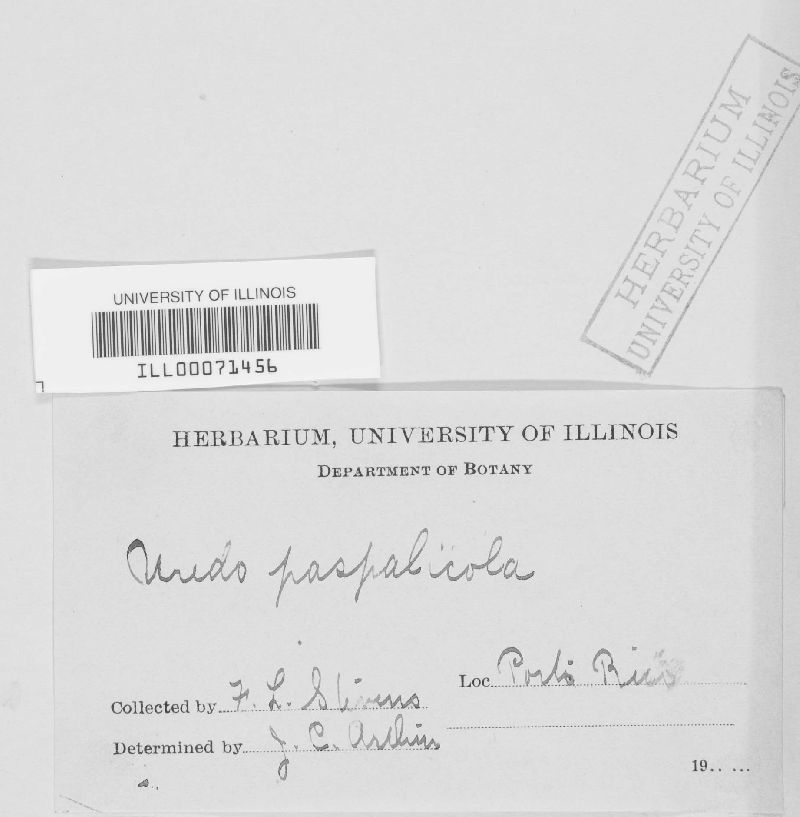 HERBARIUM
UNIVERSITY OF ILLINOIS
UNIVERSITY OF ILLINOIS
ILL00071456
HERBARIUM, UNIVERSITY OF ILLINOIS
DEPARTMENT OF BOTANY
Uredo paspalicola
Loc. Porto Rico
Collected by F. L. Stevens
Determined by J. C. Arthur
19.. ...